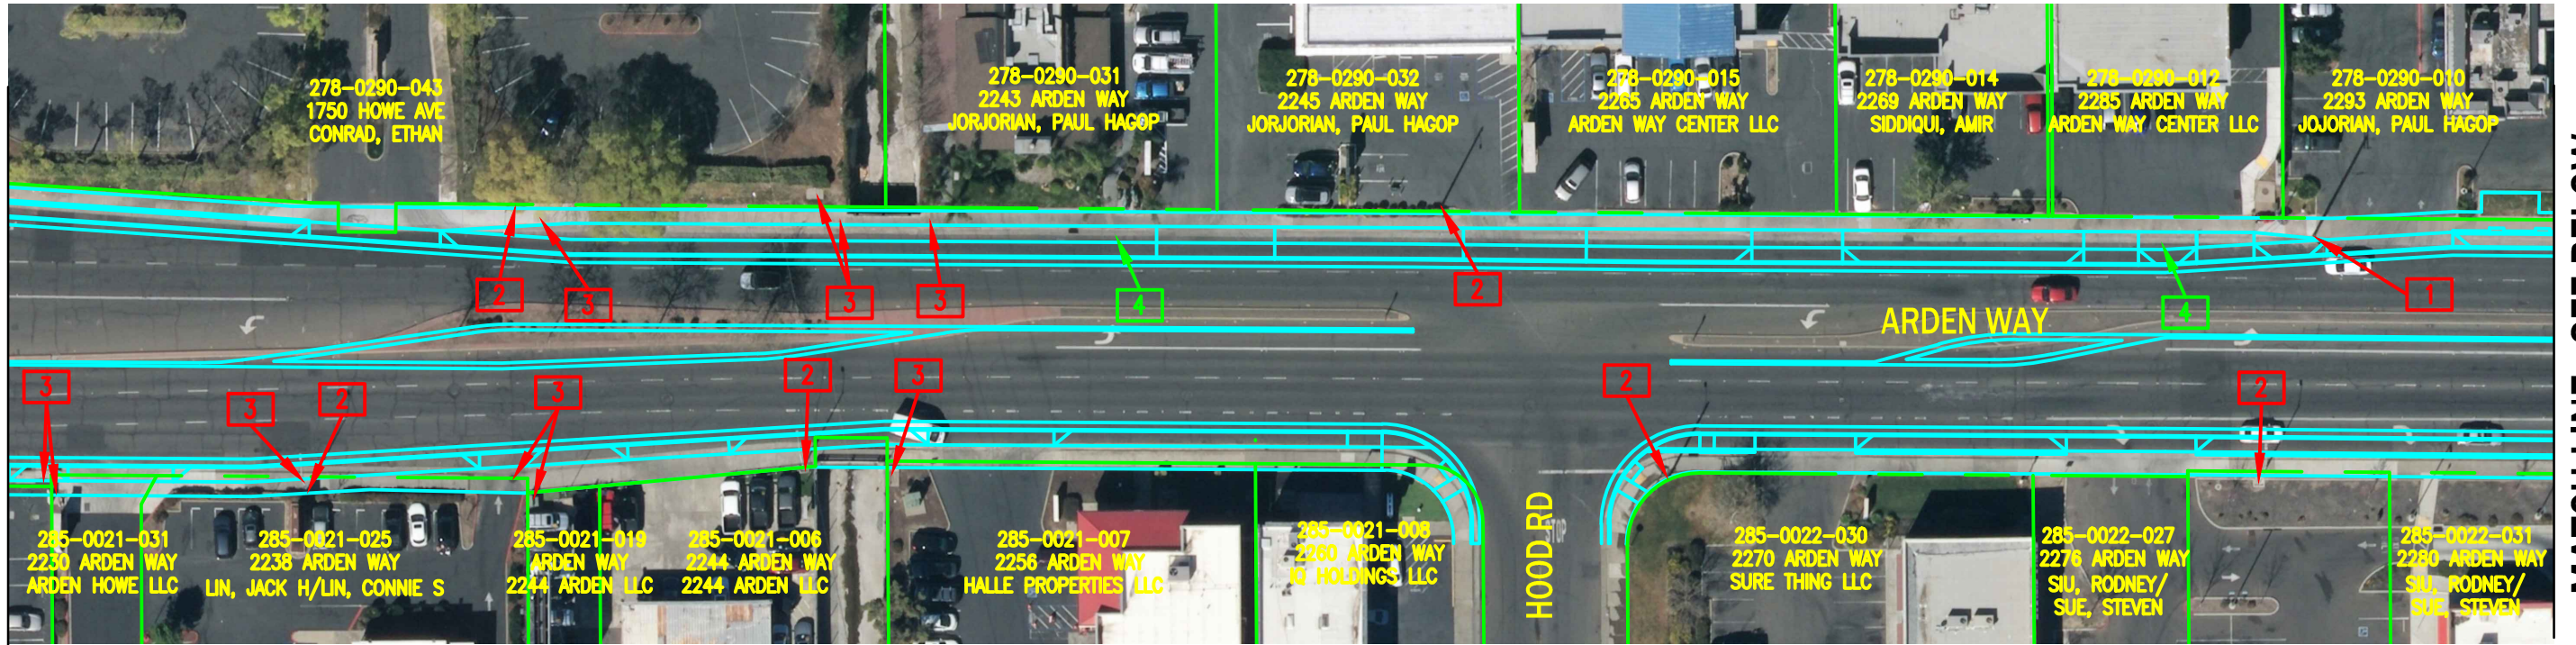 278-0290-043
1750 HOWE AVE
CONRAD, ETHAN
278-0290-031
2243 ARDEN WAY
JORJORIAN, PAUL HAGOP
278-0290-032
2245 ARDEN WAY
JORJORIAN, PAUL HAGOP
278-0290-015
2265 ARDEN WAY
ARDEN WAY CENTER LLC
278-0290-014
2269 ARDEN WAY
SIDDIQUI, AMIR
278-0290-012
2285 ARDEN WAY
ARDEN WAY CENTER LLC
278-0290-010
2293 ARDEN WAY
JOJORIAN, PAUL HAGOP
2
3
3
3
4
2
4
1
ARDEN WAY
3
3
2
3
2
3
2
2
285-0021-031
2230 ARDEN WAY
ARDEN HOWE LLC
285-0021-025
2238 ARDEN WAY
LIN, JACK H/LIN, CONNIE S
285-0021-019
ARDEN WAY
2244 ARDEN LLC
285-0021-006
2244 ARDEN WAY
2244 ARDEN LLC
285-0021-007
2256 ARDEN WAY
HALLE PROPERTIES LLC
285-0021-008
2260 ARDEN WAY
IQ HOLDINGS LLC
HOOD RD
STOP
285-0022-030
2270 ARDEN WAY
SURE THING LLC
285-0022-027
2276 ARDEN WAY
SIU, RODNEY/
SUE, STEVEN
285-0022-031
2280 ARDEN WAY
SIU, RODNEY/
SUE, STEVEN